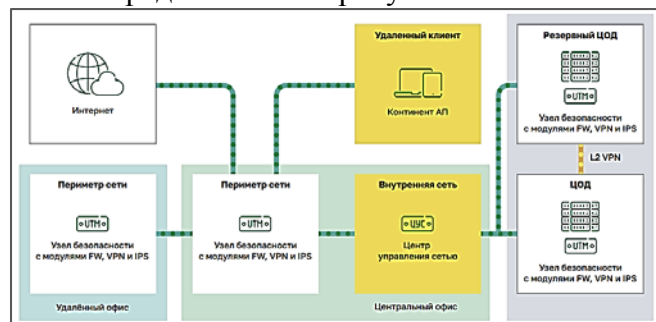 Интернет
Удаленный клиент
Континент АП
Резервный ЦОД
UTM
Узел безопасности
с модулями FW, VPN и IPS
L2 VPN
Периметр сети
UTM
Узел безопасности
с модулями FW, VPN и IPS
Удалённый офис
Периметр сети
UTM
Узел безопасности
с модулями FW, VPN и IPS
Внутренняя сеть
ЦУС
Центр
управления сетью
Центральный офис
ЦОД
UTM
Узел безопасности
с модулями FW, VPN и IPS